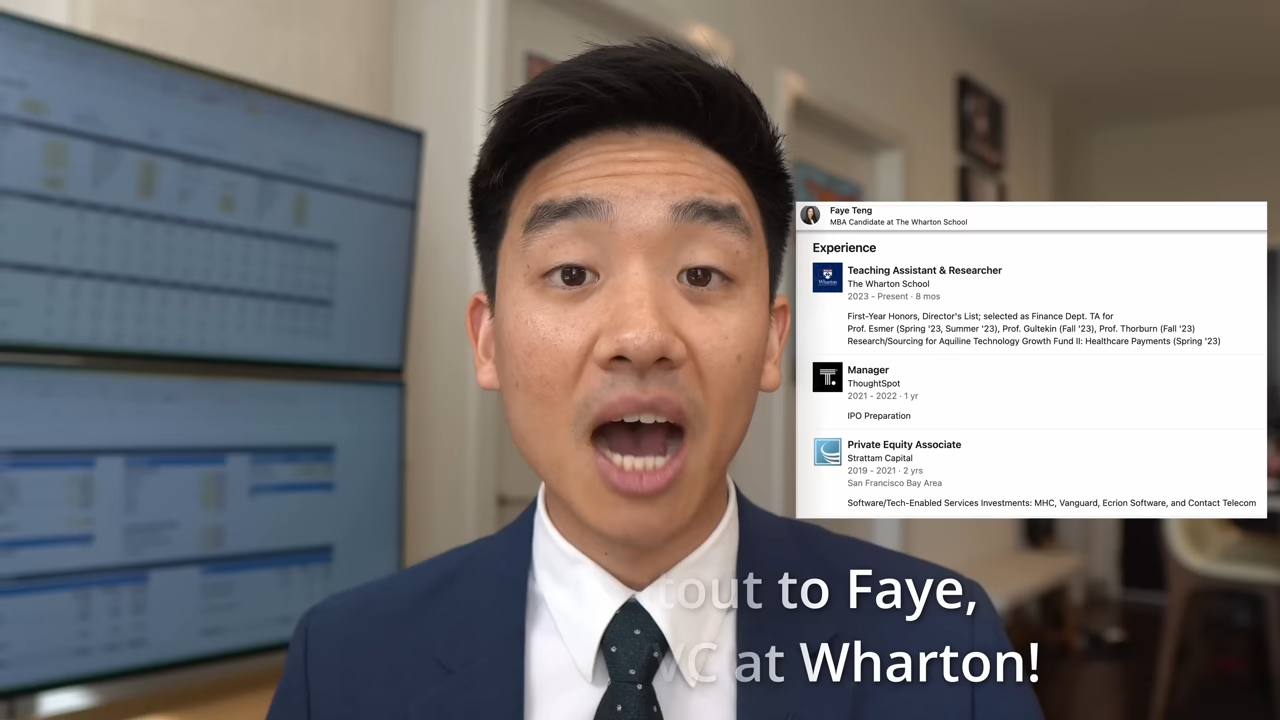 Faye Teng
MBA Candidate at The Wharton School
Experience
Teaching Assistant & Researcher
The Wharton School
2023 - Present · 8 mos
First-Year Honors, Director's List; selected as Finance Dept. TA for
Prof. Esmer (Spring '23, Summer '23), Prof. Gultekin (Fall '23), Prof. Thorburn (Fall '23)
Research/Sourcing for Aquiline Technology Growth Fund II: Healthcare Payments (Spring '23)
Manager
ThoughtSpot
2021 - 2022 · 1 yr
IPO Preparation
Private Equity Associate
Strattam Capital
2019 - 2021 · 2 yrs
San Francisco Bay Area
Software/Tech-Enabled Services Investments: MHC, Vanguard, Ecrion Software, and Contact Telecom
Wharton
tout to Faye,
VC at Wharton!